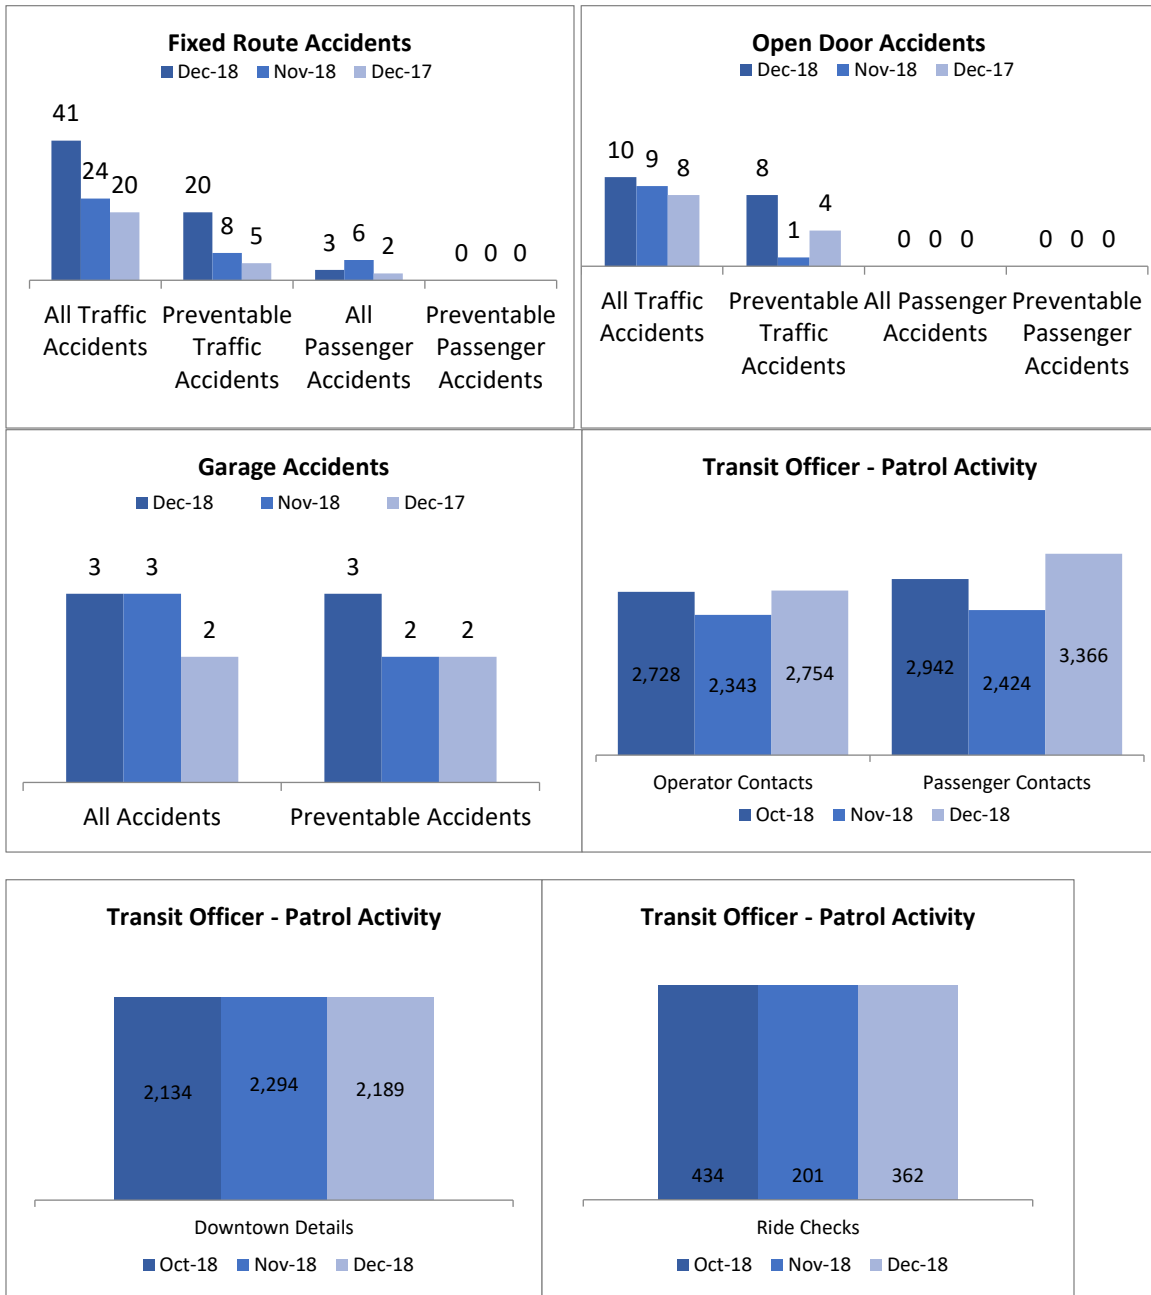 Fixed Route Accidents
Dec-18 Nov-18 Dec-17
41
24
20
20
8
5
3
6
2
0 0 0
All Traffic Accidents
Preventable Traffic Accidents
All Passenger Accidents
Preventable Passenger Accidents
Open Door Accidents
Dec-18 Nov-18 Dec-17
10
9
8
8
1
4
0 0 0
0 0 0
All Traffic Accidents
Preventable Traffic Accidents
All Passenger Accidents
Preventable Passenger Accidents
Garage Accidents
Dec-18 Nov-18 Dec-17
3
3
2
3
2
2
All Accidents
Preventable Accidents
Transit Officer - Patrol Activity
2,728
2,343
2,754
2,942
2,424
3,366
Operator Contacts
Passenger Contacts
Oct-18 Nov-18 Dec-18
Transit Officer - Patrol Activity
2,134
2,294
2,189
Downtown Details
Oct-18 Nov-18 Dec-18
Transit Officer - Patrol Activity
434
201
362
Ride Checks
Oct-18 Nov-18 Dec-18